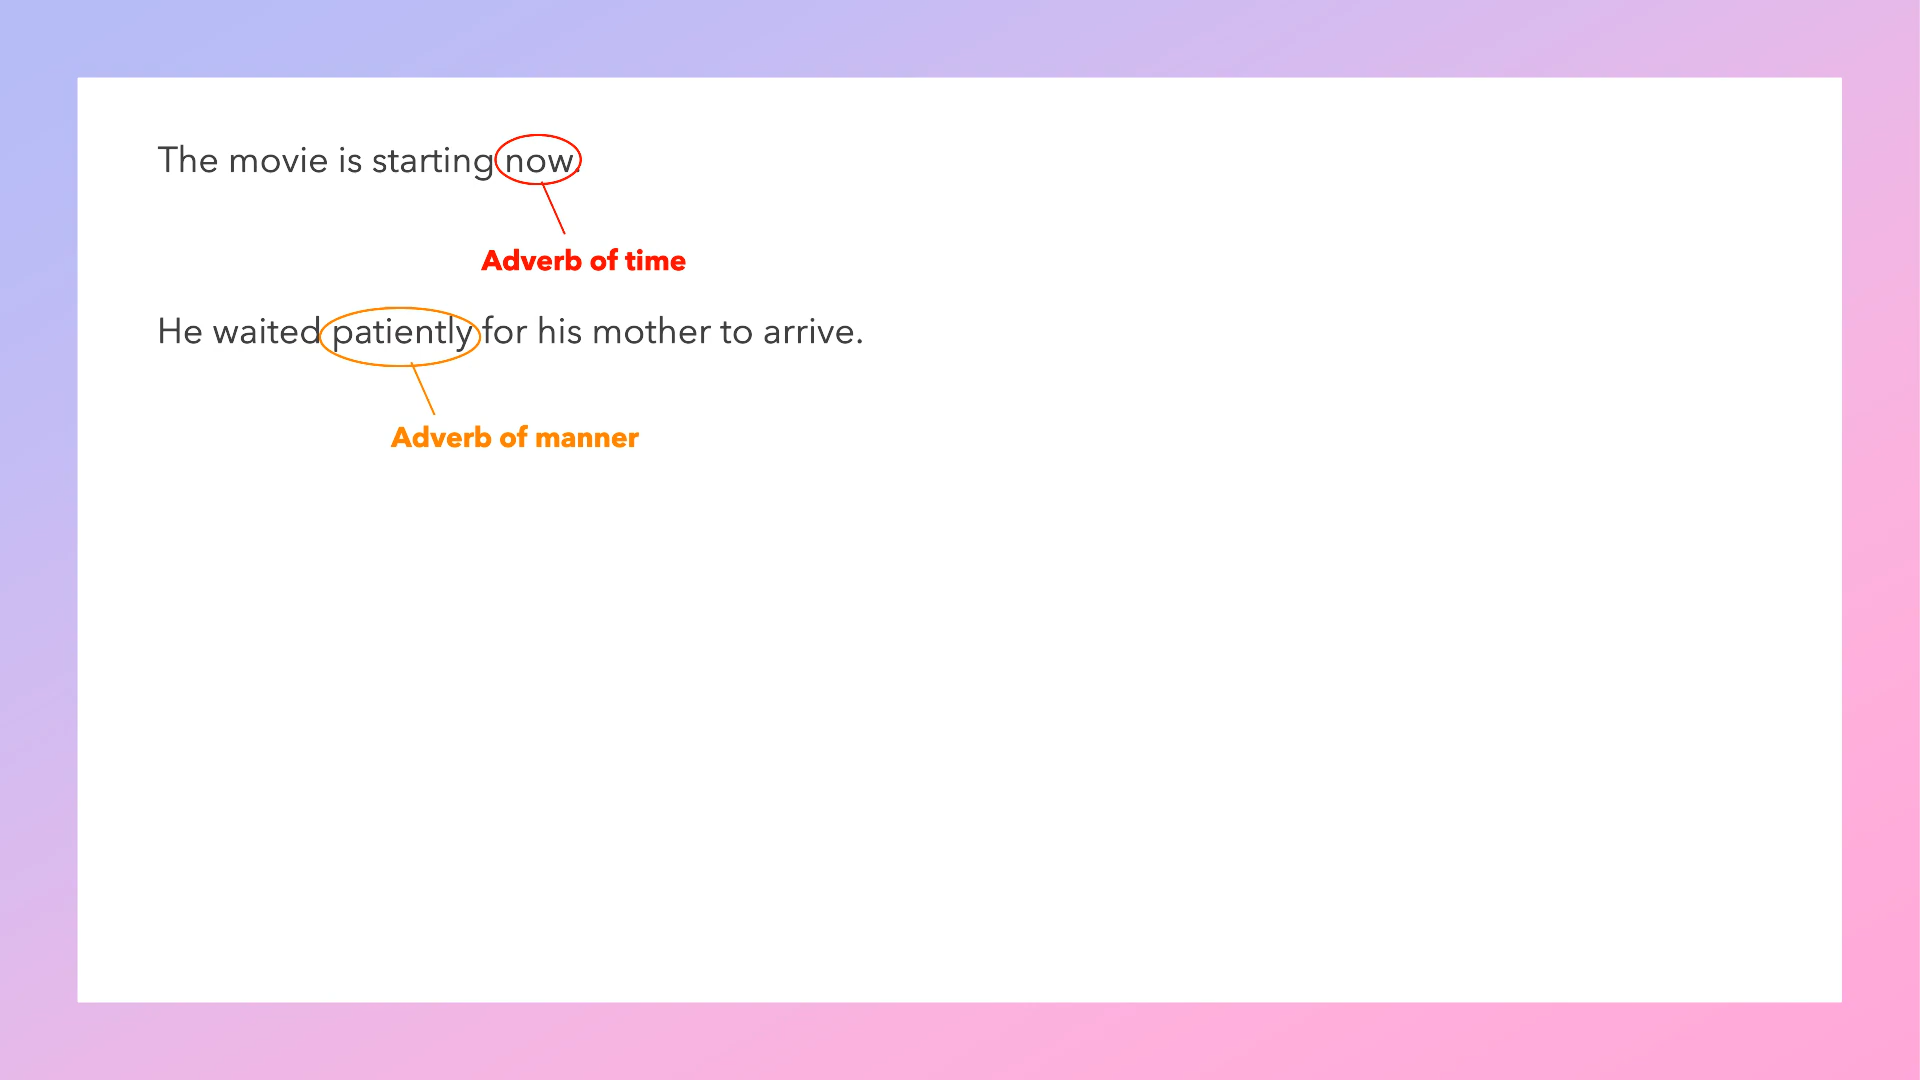 The movie is starting now.
Adverb of time
He waited patiently for his mother to arrive.
Adverb of manner